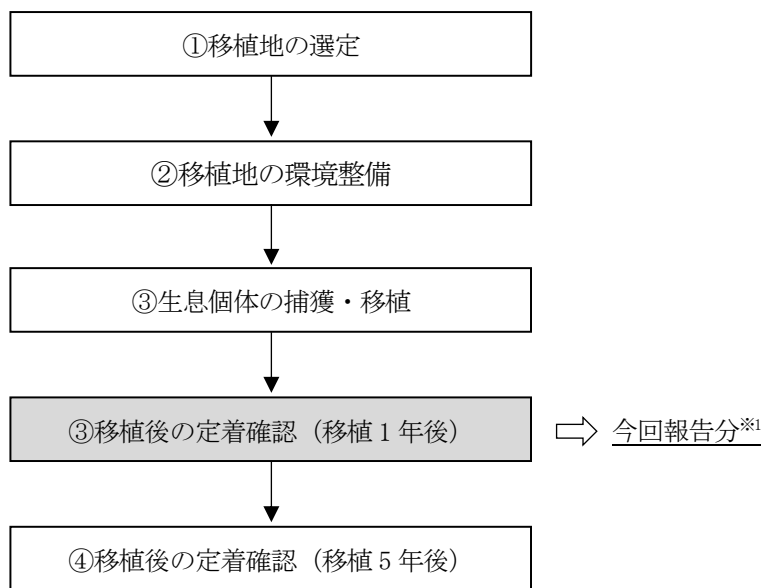 ①移植地の選定
②移植地の環境整備
③生息個体の捕獲・移植
③移植後の定着確認（移植1年後）
今回報告分※1
④移植後の定着確認（移植5年後）